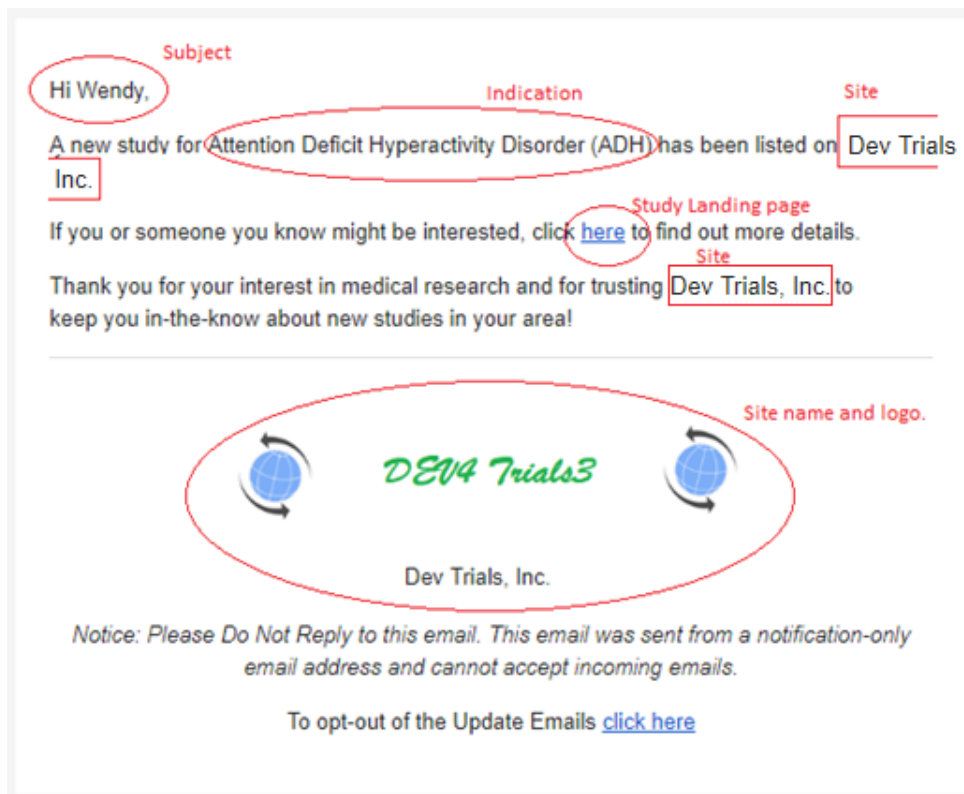 Subject
Hi Wendy,
Indication
Site
A new study for Attention Deficit Hyperactivity Disorder (ADH) has been listed on Dev Trials
Inc.
Study Landing page
If you or someone you know might be interested, click here to find out more details.
Site
Thank you for your interest in medical research and for trusting Dev Trials, Inc. to
keep you in-the-know about new studies in your area!
Site name and logo.
DEV4 Trials3
Dev Trials, Inc.
Notice: Please Do Not Reply to this email. This email was sent from a notification-only
email address and cannot accept incoming emails.
To opt-out of the Update Emails click here